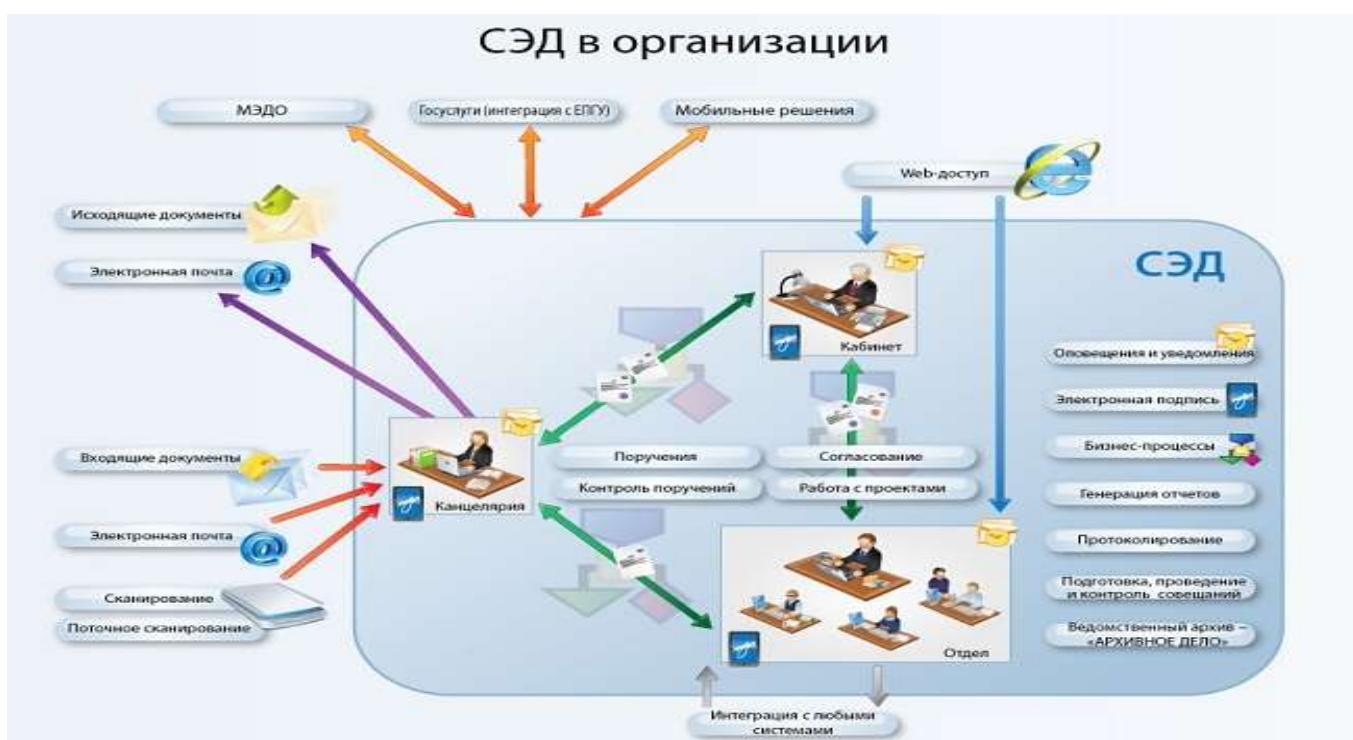 СЭД в организации
МЭДО
Госуслуги (интеграция с ЕПГУ)
Мобильные решения
Web-доступ
Исходящие документы
Электронная почта
СЭД
Кабинет
Оповещения и уведомления
Электронная подпись
Бизнес-процессы
Входящие документы
Поручения
Согласование
Контроль поручений
Работа с проектами
Генерация отчетов
Канцелярия
Электронная почта
Протоколирование
Сканирование
Поточное сканирование
Подготовка, проведение
и контроль совещаний
Ведомственный архив –
«АРХИВНОЕ ДЕЛО»
Отдел
Интеграция с любыми
системами